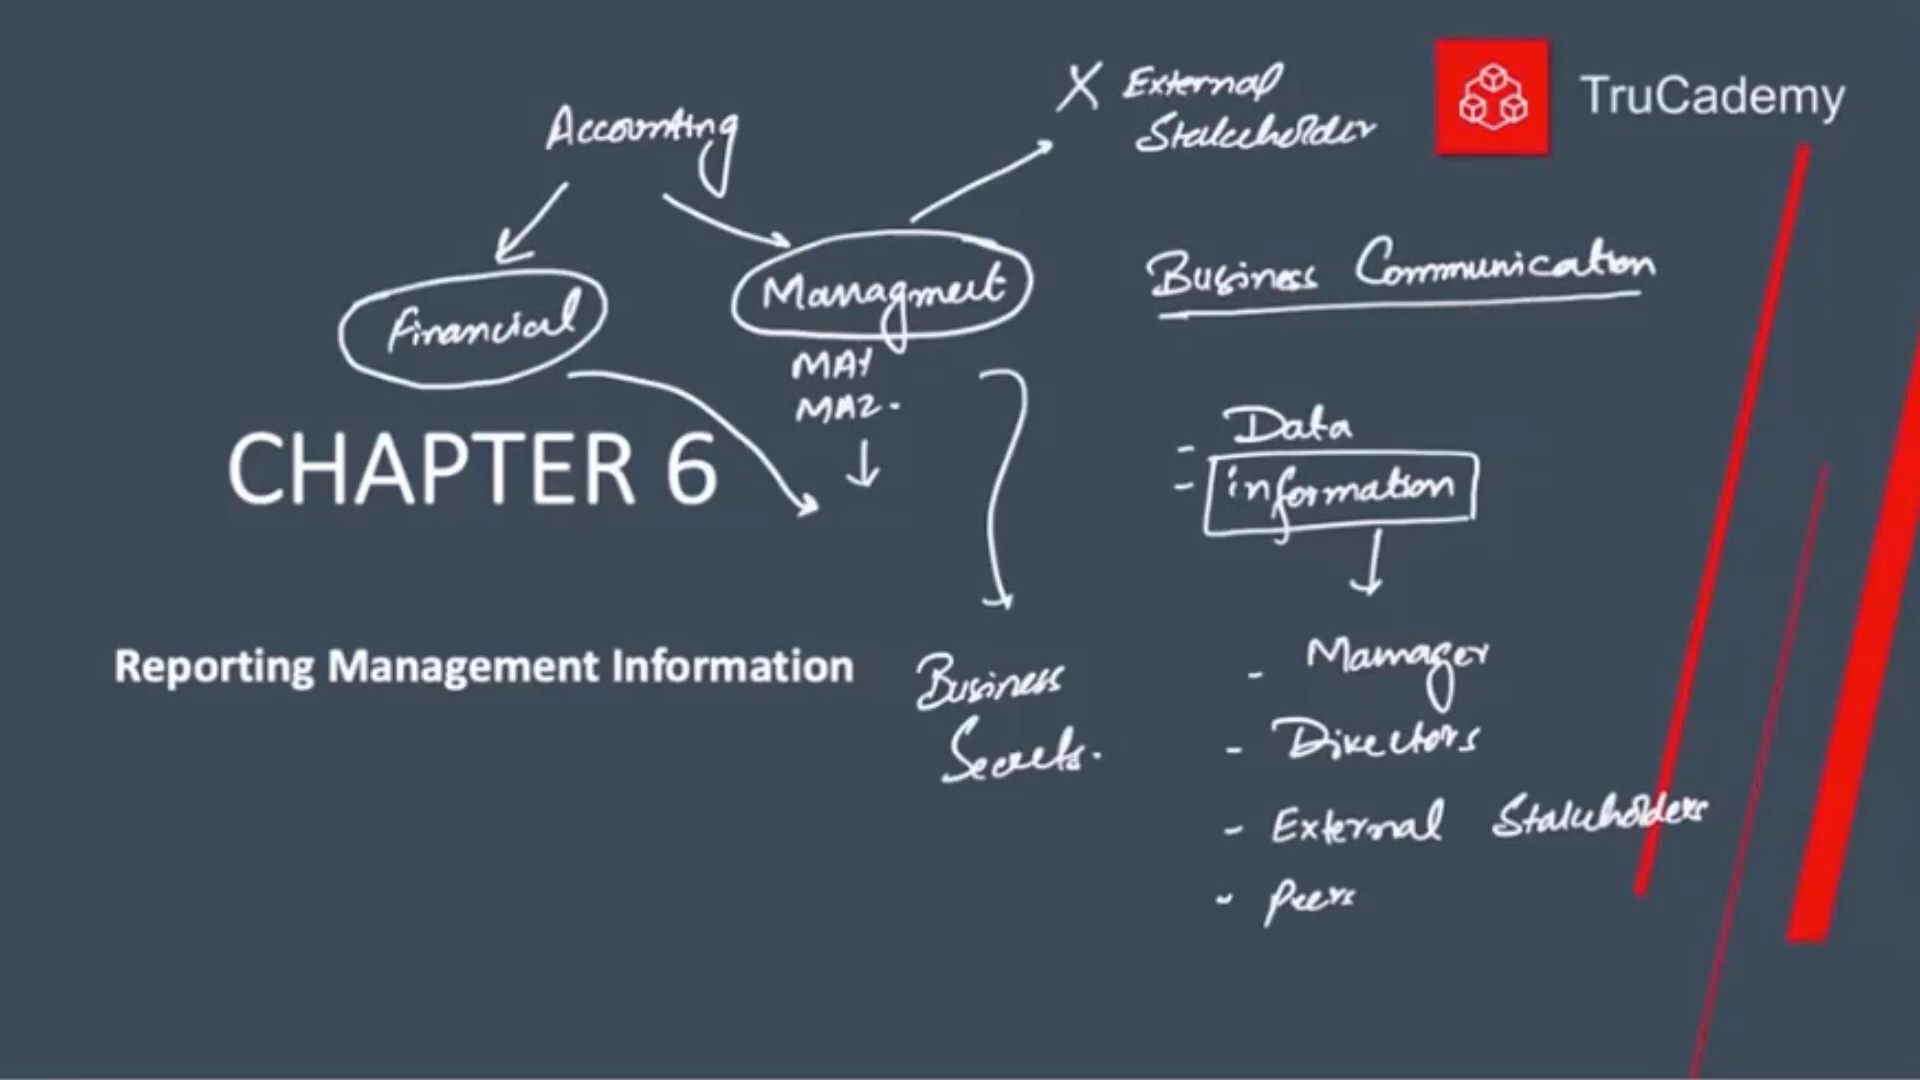 X External
Stakeholder
TruCademy
Accounting
Financial
Managment
Business Communication
MA1
MA2.
CHAPTER 6
- Data
- information
Reporting Management Information
Business
Secrets.
- Manager
- Directors
- External Stakeholders
- Peers